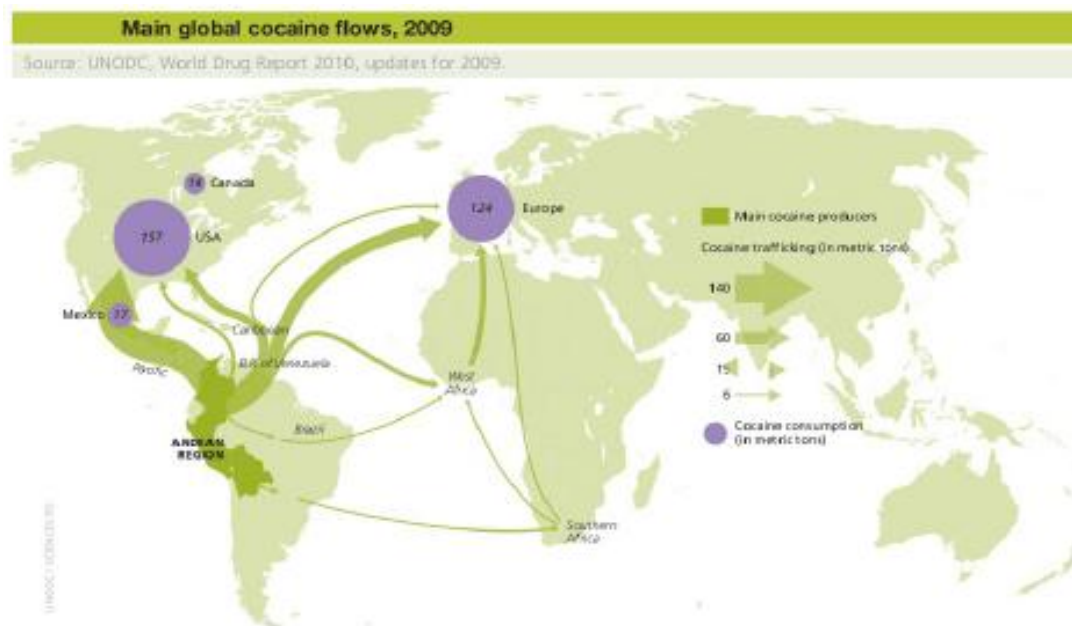 Main global cocaine flows, 2009
Source: UNODC, World Drug Report 2010, updates for 2009.
14 Canada
157 USA
124 Europe
Mexico
Caribbean
Pacific
B.R. of Venezuela
West
Africa
Brazil
ANDEAN
REGION
Southern
Africa
Main cocaine producers
Cocaine trafficking (in metric tons)
140
60
15
6
Cocaine consumption
(in metric tons)